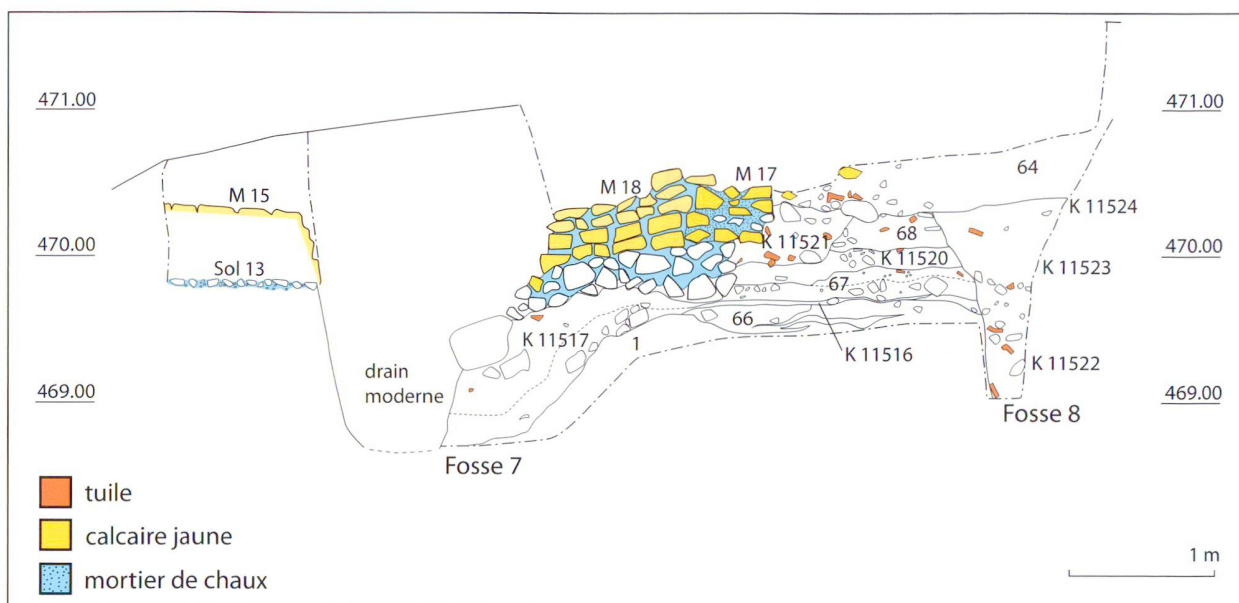 471.00
471.00
64
M 15
M 18
M 17
K 11524
68
K 11521
470.00
470.00
K 11520
Sol 13
K 11523
67
66
K 11517
1
K 11516
K 11522
drain
moderne
469.00
469.00
Fosse 8
Fosse 7
tuile
calcaire jaune
1 m
mortier de chaux